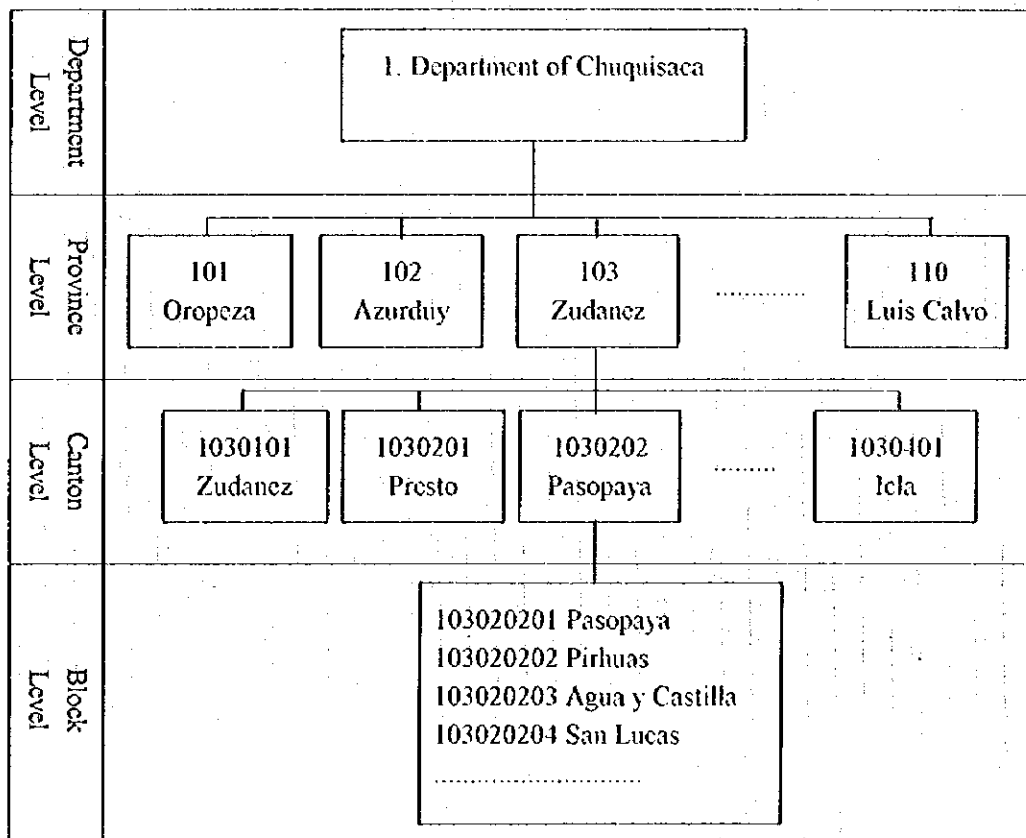 Department
Level
1. Department of Chuquisaca
Province
Level
101
Oropeza
102
Azurduy
103
Zudanez
..............
110
Luis Calvo
Canton
Level
1030101
Zudanez
1030201
Presto
1030202
Pasopaya
.........
1030401
Icla
Block
Level
103020201 Pasopaya
103020202 Pirhuas
103020203 Agua y Castilla
103020204 San Lucas
..............................